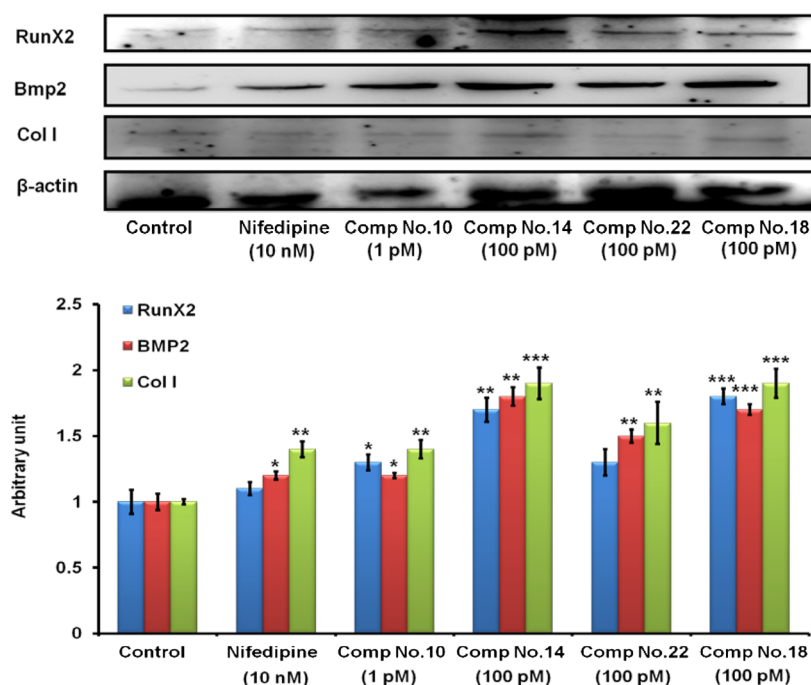 RunX2
Bmp2
Col I
β-actin
Control Nifedipine Comp No.10 Comp No.14 Comp No.22 Comp No.18
(10 nM) (1 pM) (100 pM) (100 pM) (100 pM)
2.5
RunX2
BMP2
Col I
2
1.5
1
0.5
0
Arbitrary unit
* ** * * ** ** ** *** ** ** *** *** ***
Control Nifedipine Comp No.10 Comp No.14 Comp No.22 Comp No.18
(10 nM) (1 pM) (100 pM) (100 pM) (100 pM)